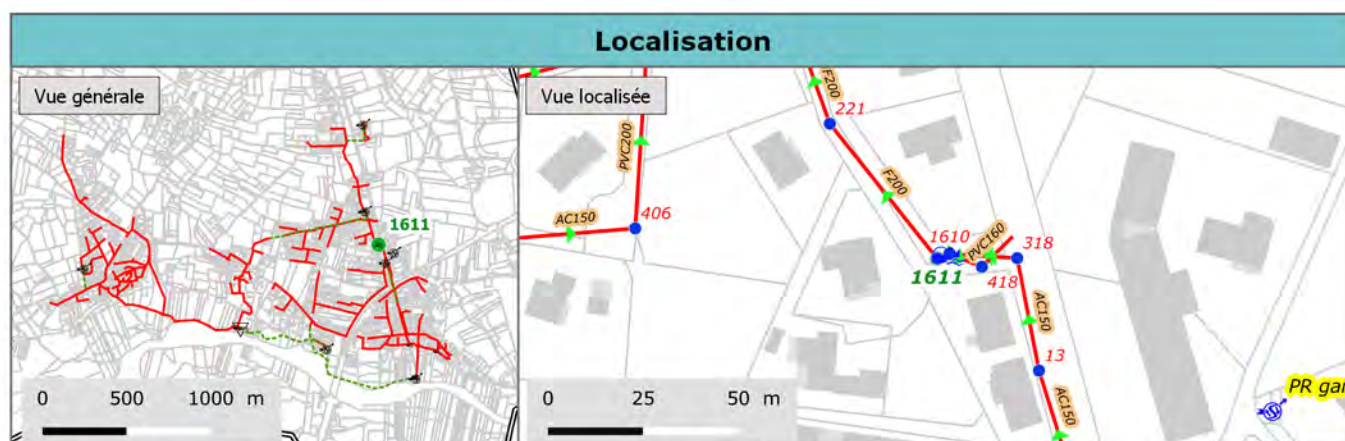 Localisation
Vue générale
1611
0 500 1000 m
Vue localisée
F200
221
PVC200
F200
AC150
406
1610
PVC160
318
1611
418
AC150
13
AC150
PR gar
0 25 50 m